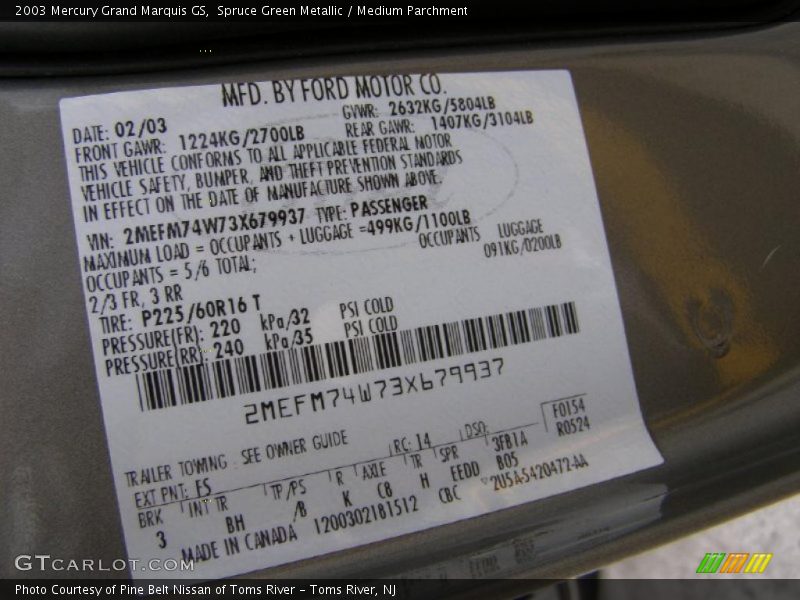 2003 Mercury Grand Marquis GS, Spruce Green Metallic / Medium Parchment
MFD. BY FORD MOTOR CO.
DATE: 02/03 GVWR: 2632KG/5804LB
FRONT GAWR: 1224KG/2700LB REAR GAWR: 1407KG/3104LB
THIS VEHICLE CONFORMS TO ALL APPLICABLE FEDERAL MOTOR
VEHICLE SAFETY, BUMPER, AND THEFT PREVENTION STANDARDS
IN EFFECT ON THE DATE OF MANUFACTURE SHOWN ABOVE.
VIN: 2MEFM74W73X679937 TYPE: PASSENGER
MAXIMUM LOAD = OCCUPANTS + LUGGAGE =499KG/1100LB
OCCUPANTS = 5/6 TOTAL; OCCUPANTS LUGGAGE
2/3 FR, 3 RR 091KG/0200LB
TIRE: P225/60R16 T
PRESSURE(FR): 220 kPa/32 PSI COLD
PRESSURE(RR): 240 kPa/35 PSI COLD
2MEFM74W73X679937
TRAILER TOWING: SEE OWNER GUIDE
F0154
R0524
EXT PNT: FS RC: 14 DSO:
BRK INT TR TP/PS R AXLE TR SPR 3FB1A
3 BH /B K C8 H EEDD B05
MADE IN CANADA 1200302181512 CBC 2U5A-5420472-AA
GTCARLOT.COM
Photo Courtesy of Pine Belt Nissan of Toms River – Toms River, NJ